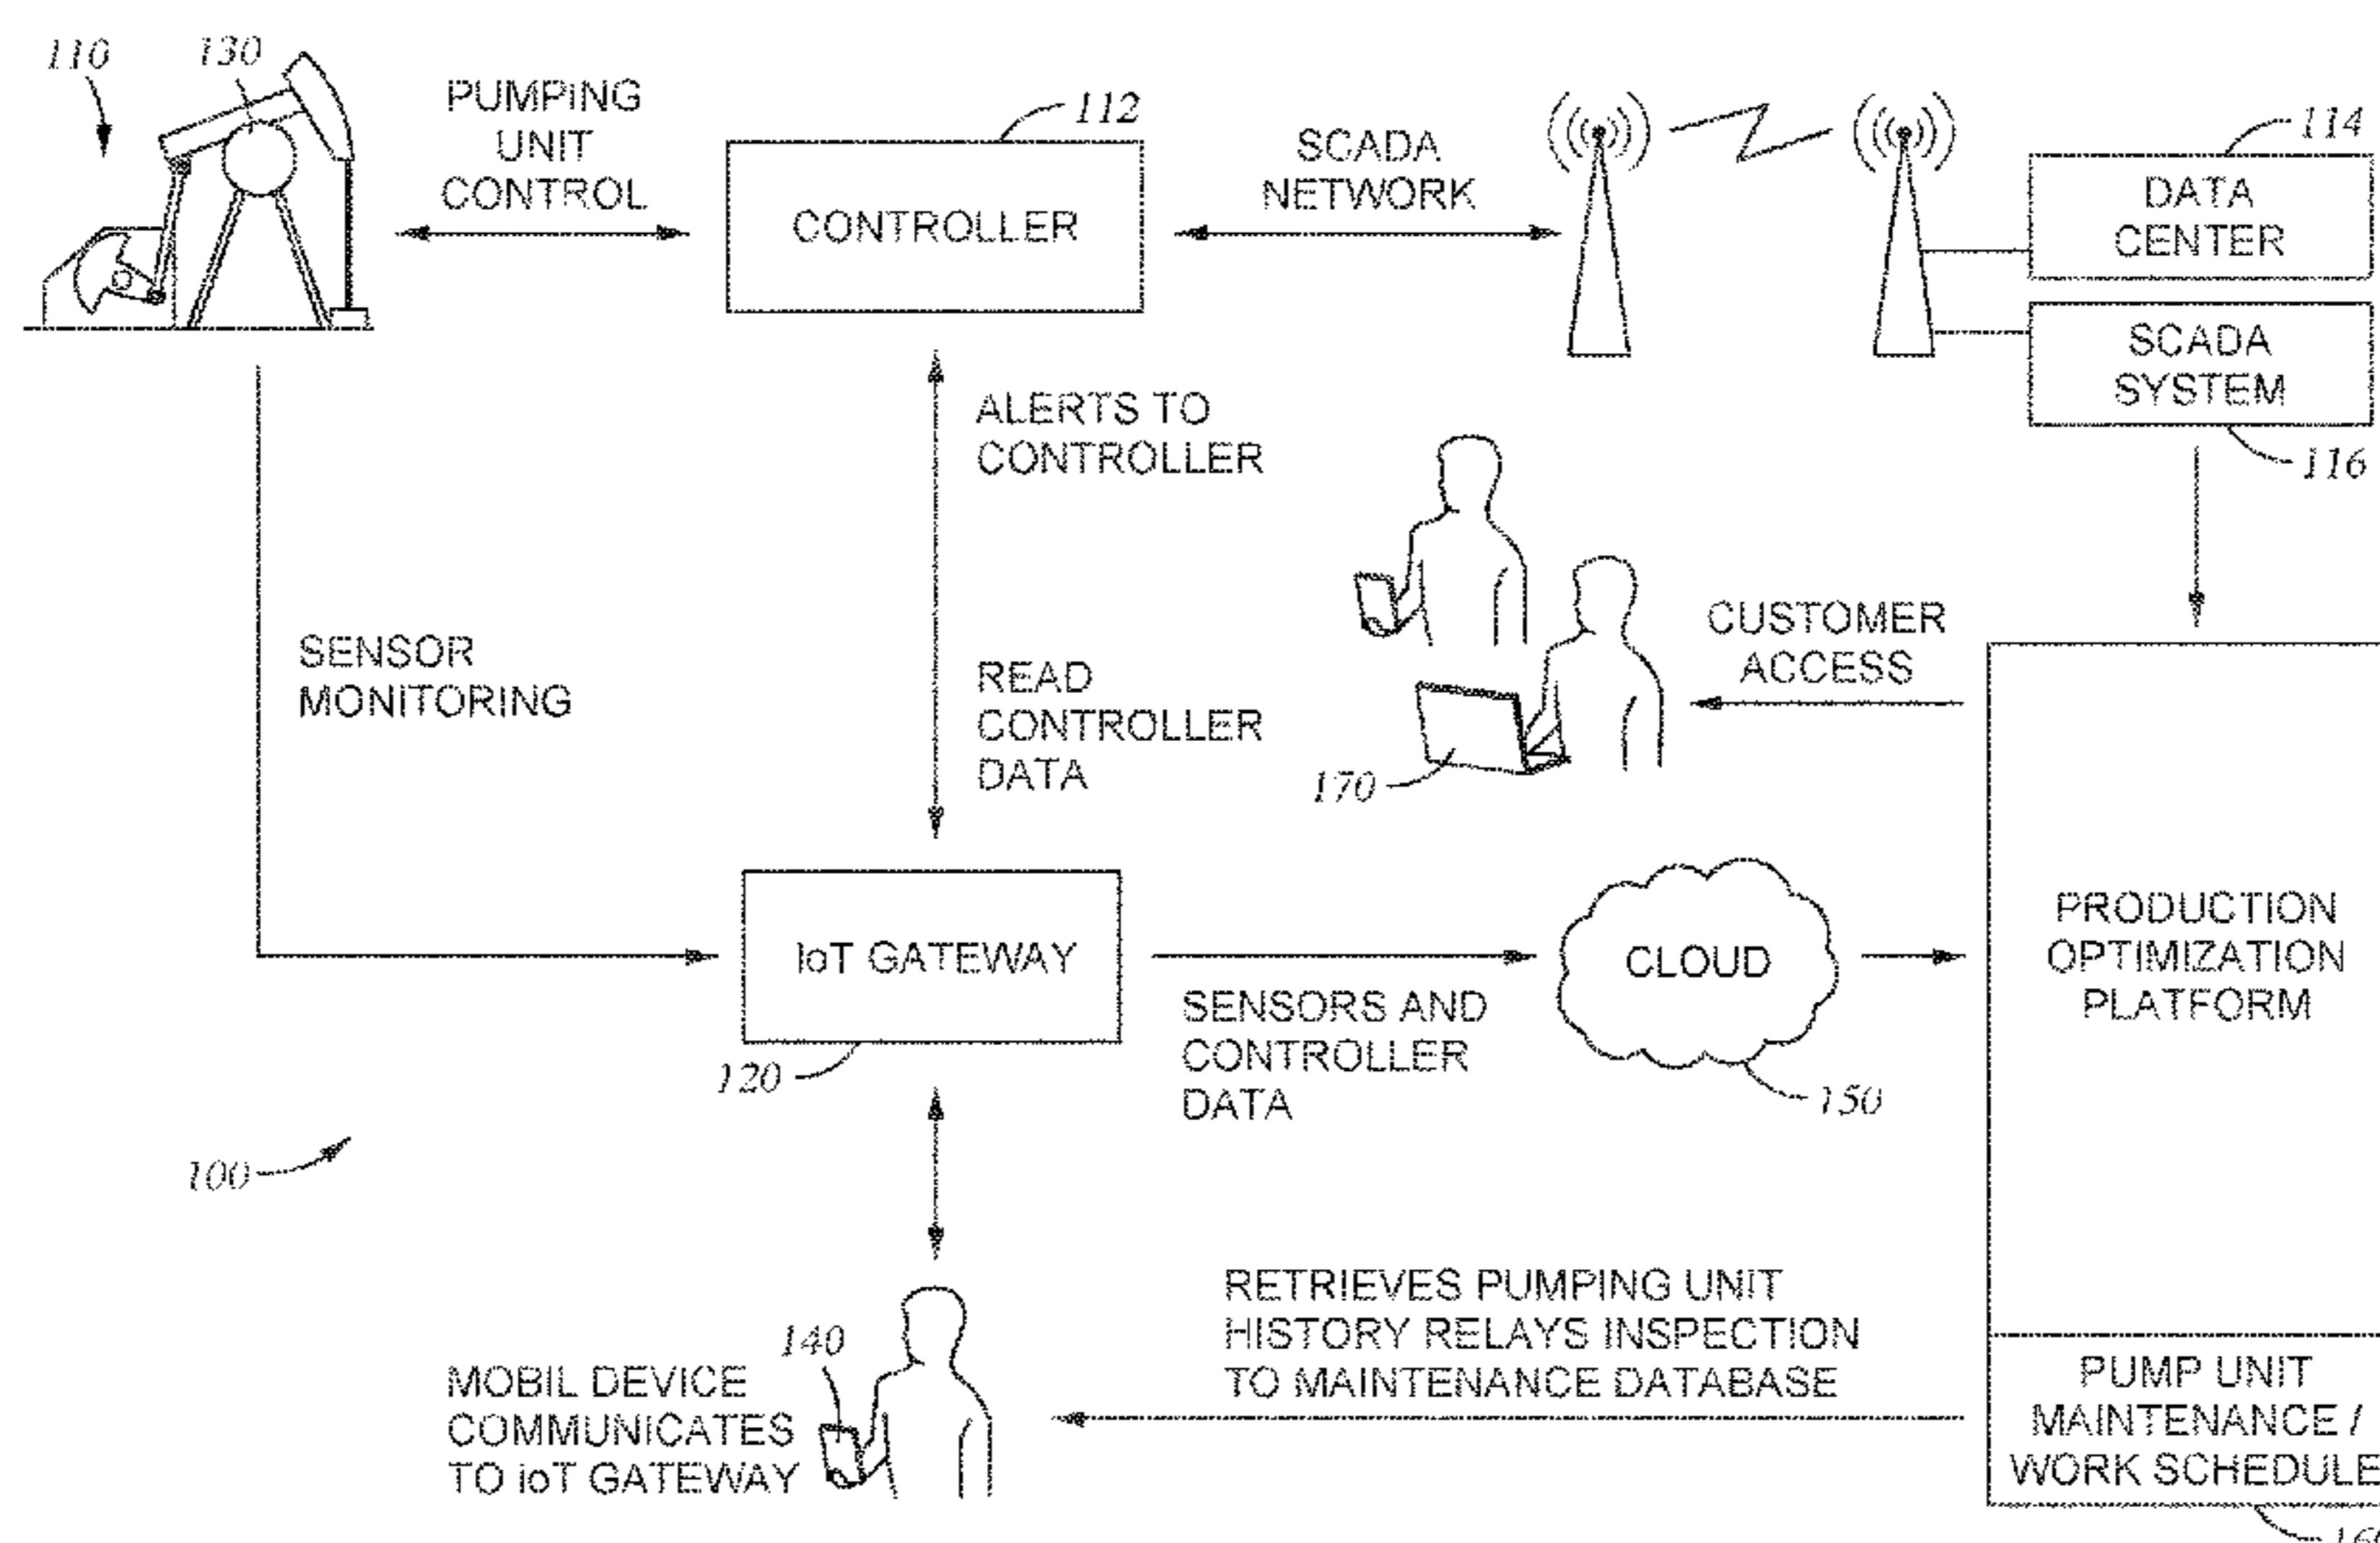 110
130
PUMPING
UNIT
CONTROL
112
CONTROLLER
SCADA
NETWORK
114
DATA
CENTER
SCADA
SYSTEM
116
ALERTS TO
CONTROLLER
SENSOR
MONITORING
READ
CONTROLLER
DATA
CUSTOMER
ACCESS
170
IoT GATEWAY
120
SENSORS AND
CONTROLLER
DATA
CLOUD
150
PRODUCTION
OPTIMIZATION
PLATFORM
100
140
MOBIL DEVICE
COMMUNICATES
TO IoT GATEWAY
RETRIEVES PUMPING UNIT
HISTORY RELAYS INSPECTION
TO MAINTENANCE DATABASE
PUMP UNIT
MAINTENANCE /
WORK SCHEDULE